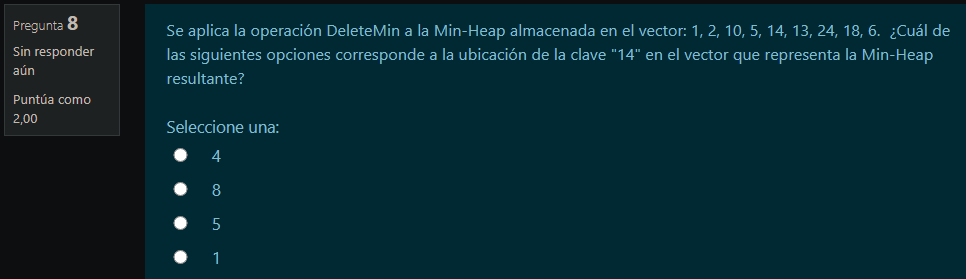 Pregunta 8
Sin responder
aún
Puntúa como
2,00
Se aplica la operación DeleteMin a la Min-Heap almacenada en el vector: 1, 2, 10, 5, 14, 13, 24, 18, 6. ¿Cuál de
las siguientes opciones corresponde a la ubicación de la clave "14" en el vector que representa la Min-Heap
resultante?
Seleccione una:
4
8
5
1